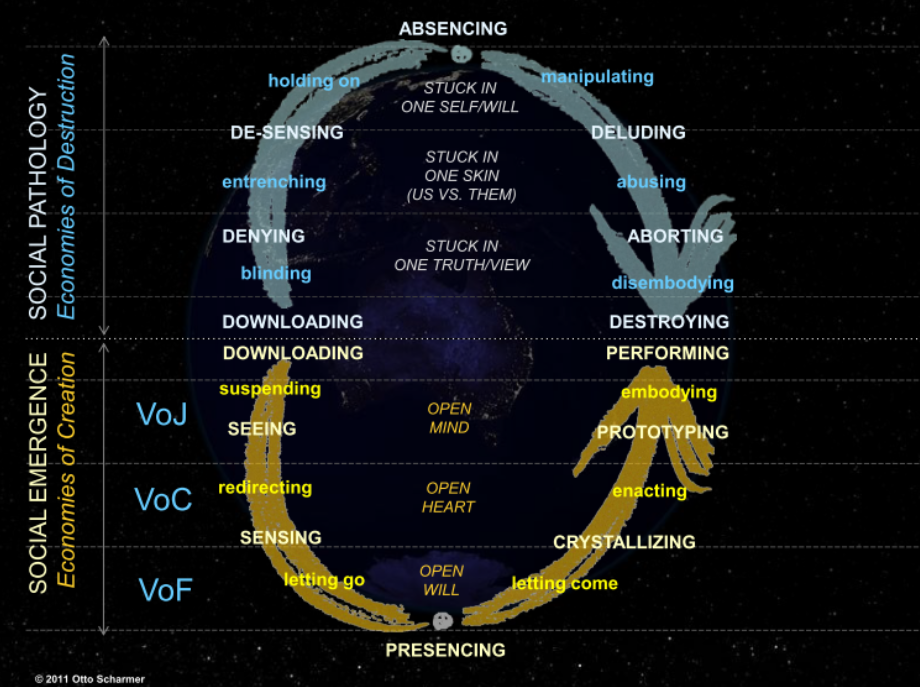 ABSENCING
holding on
manipulating
STUCK IN
ONE SELF/WILL
DE-SENSING
DELUDING
STUCK IN
ONE SKIN
(US VS. THEM)
entrenching
abusing
DENYING
ABORTING
STUCK IN
ONE TRUTH/VIEW
blinding
disembodying
DOWNLOADING
DESTROYING
SOCIAL PATHOLOGY
Economies of Destruction
DOWNLOADING
PERFORMING
suspending
embodying
VoJ
OPEN
MIND
SEEING
PROTOTYPING
redirecting
VoC
OPEN
HEART
enacting
SENSING
CRYSTALLIZING
letting go
VoF
OPEN
WILL
letting come
PRESENCING
SOCIAL EMERGENCE
Economies of Creation
© 2011 Otto Scharmer